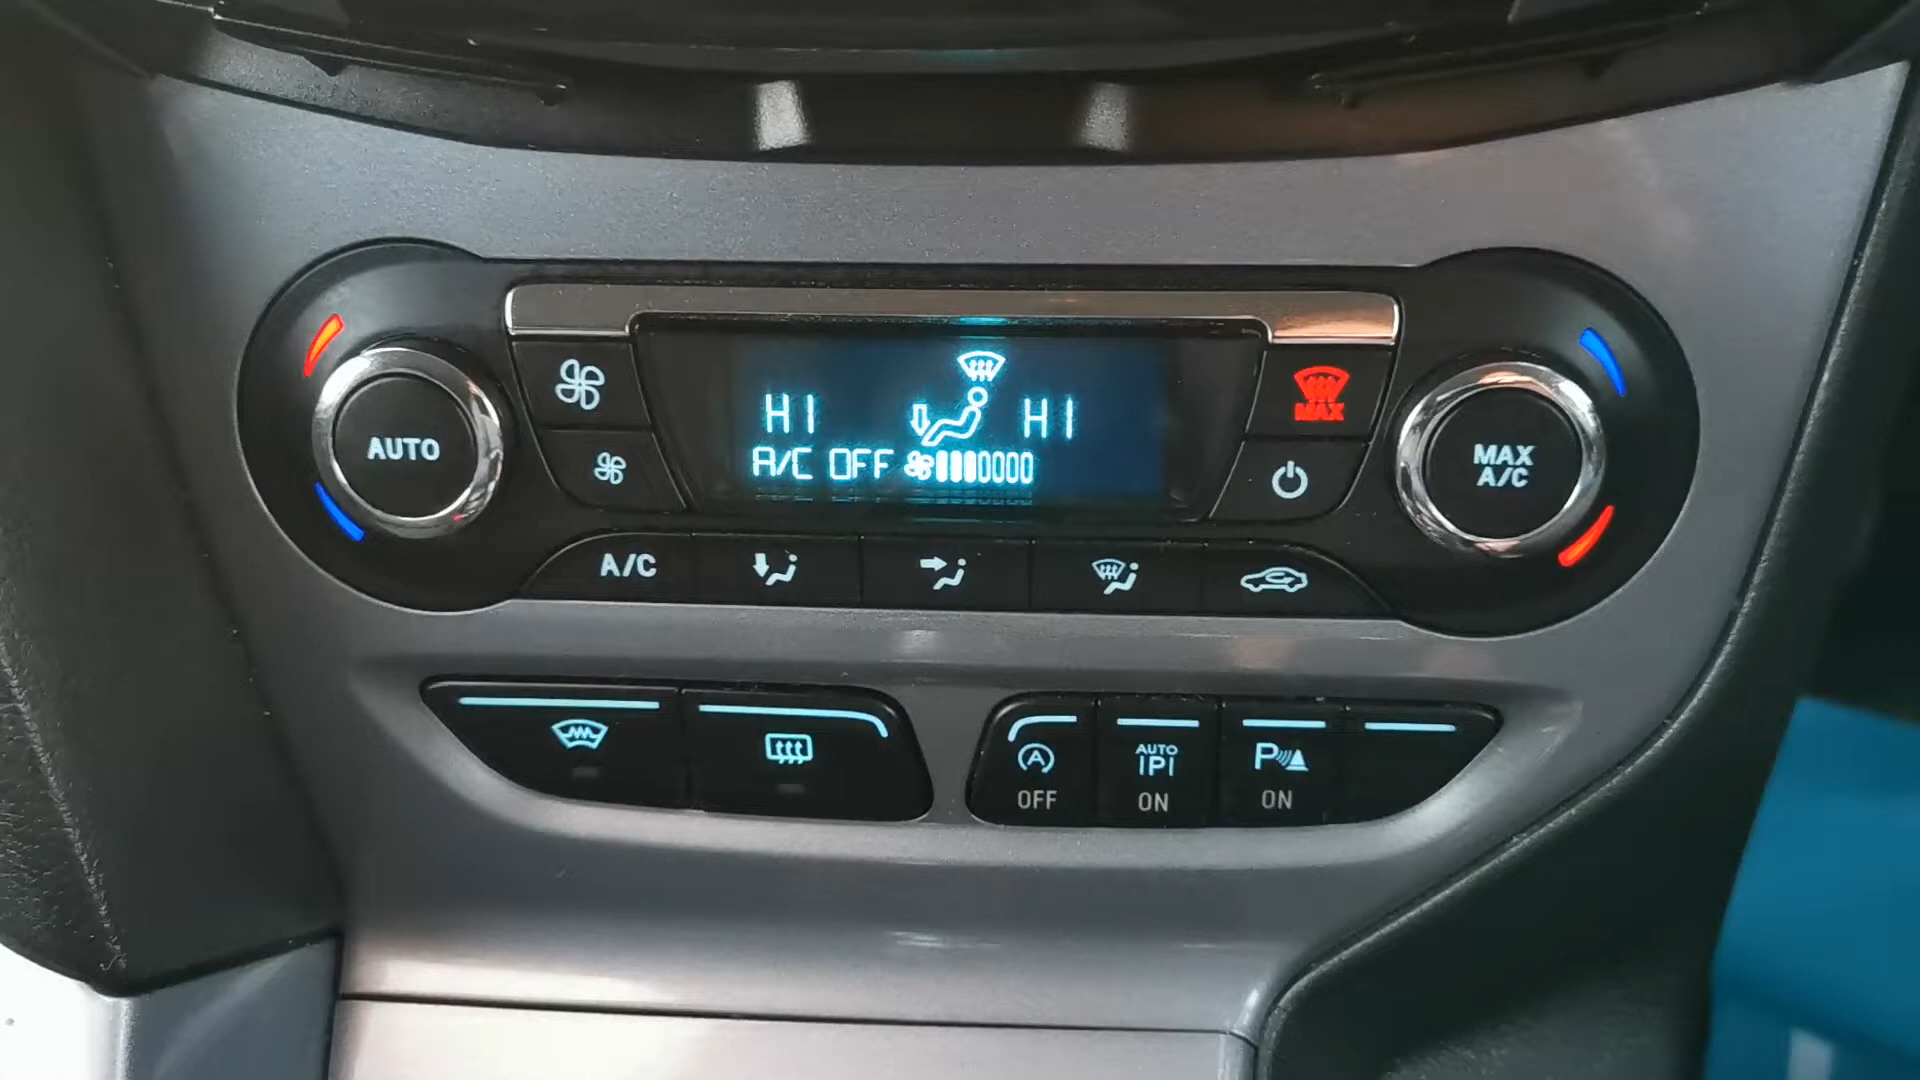 AUTO
HI
HI
A/C OFF
MAX
MAX
A/C
A/C
A
OFF
AUTO
P
ON
P
ON